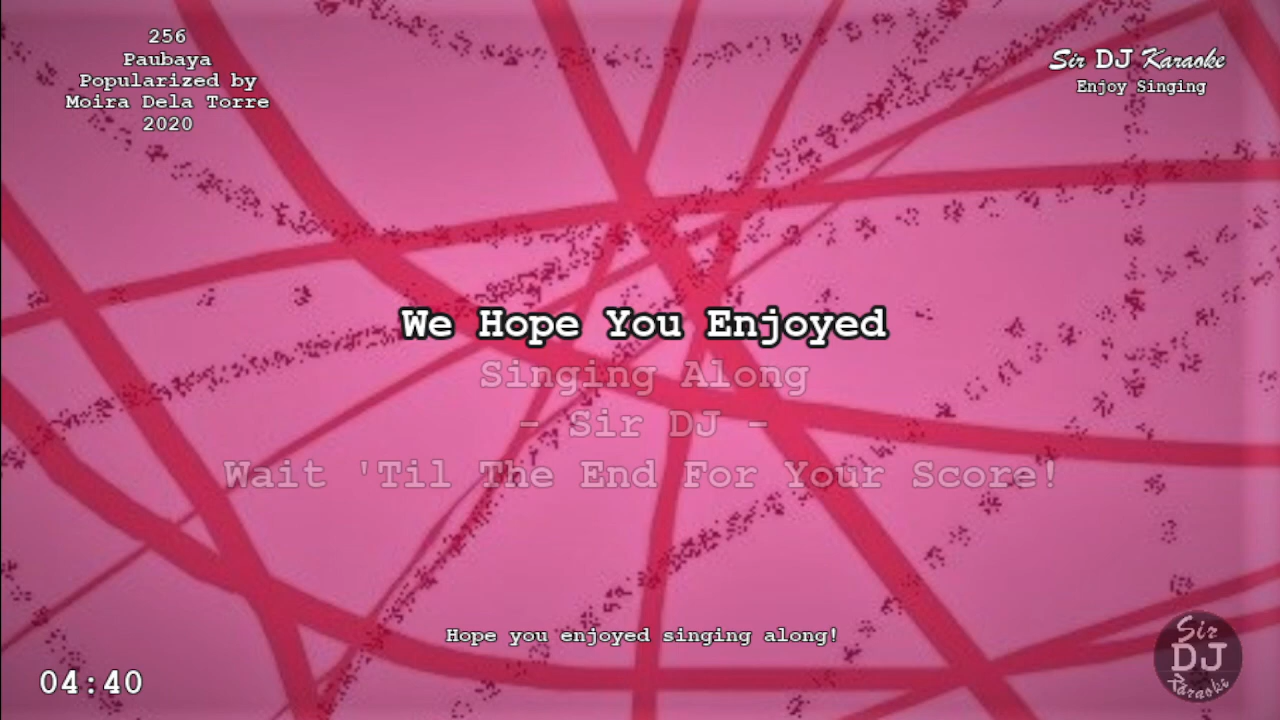 256
Paubaya
Popularized by
Moira Dela Torre
2020
Sir DJ Karaoke
Enjoy Singing
We Hope You Enjoyed
Singing Along
- Sir DJ -
Wait 'Til The End For Your Score!
Hope you enjoyed singing along!
04:40
Sir
DJ
Karaoke